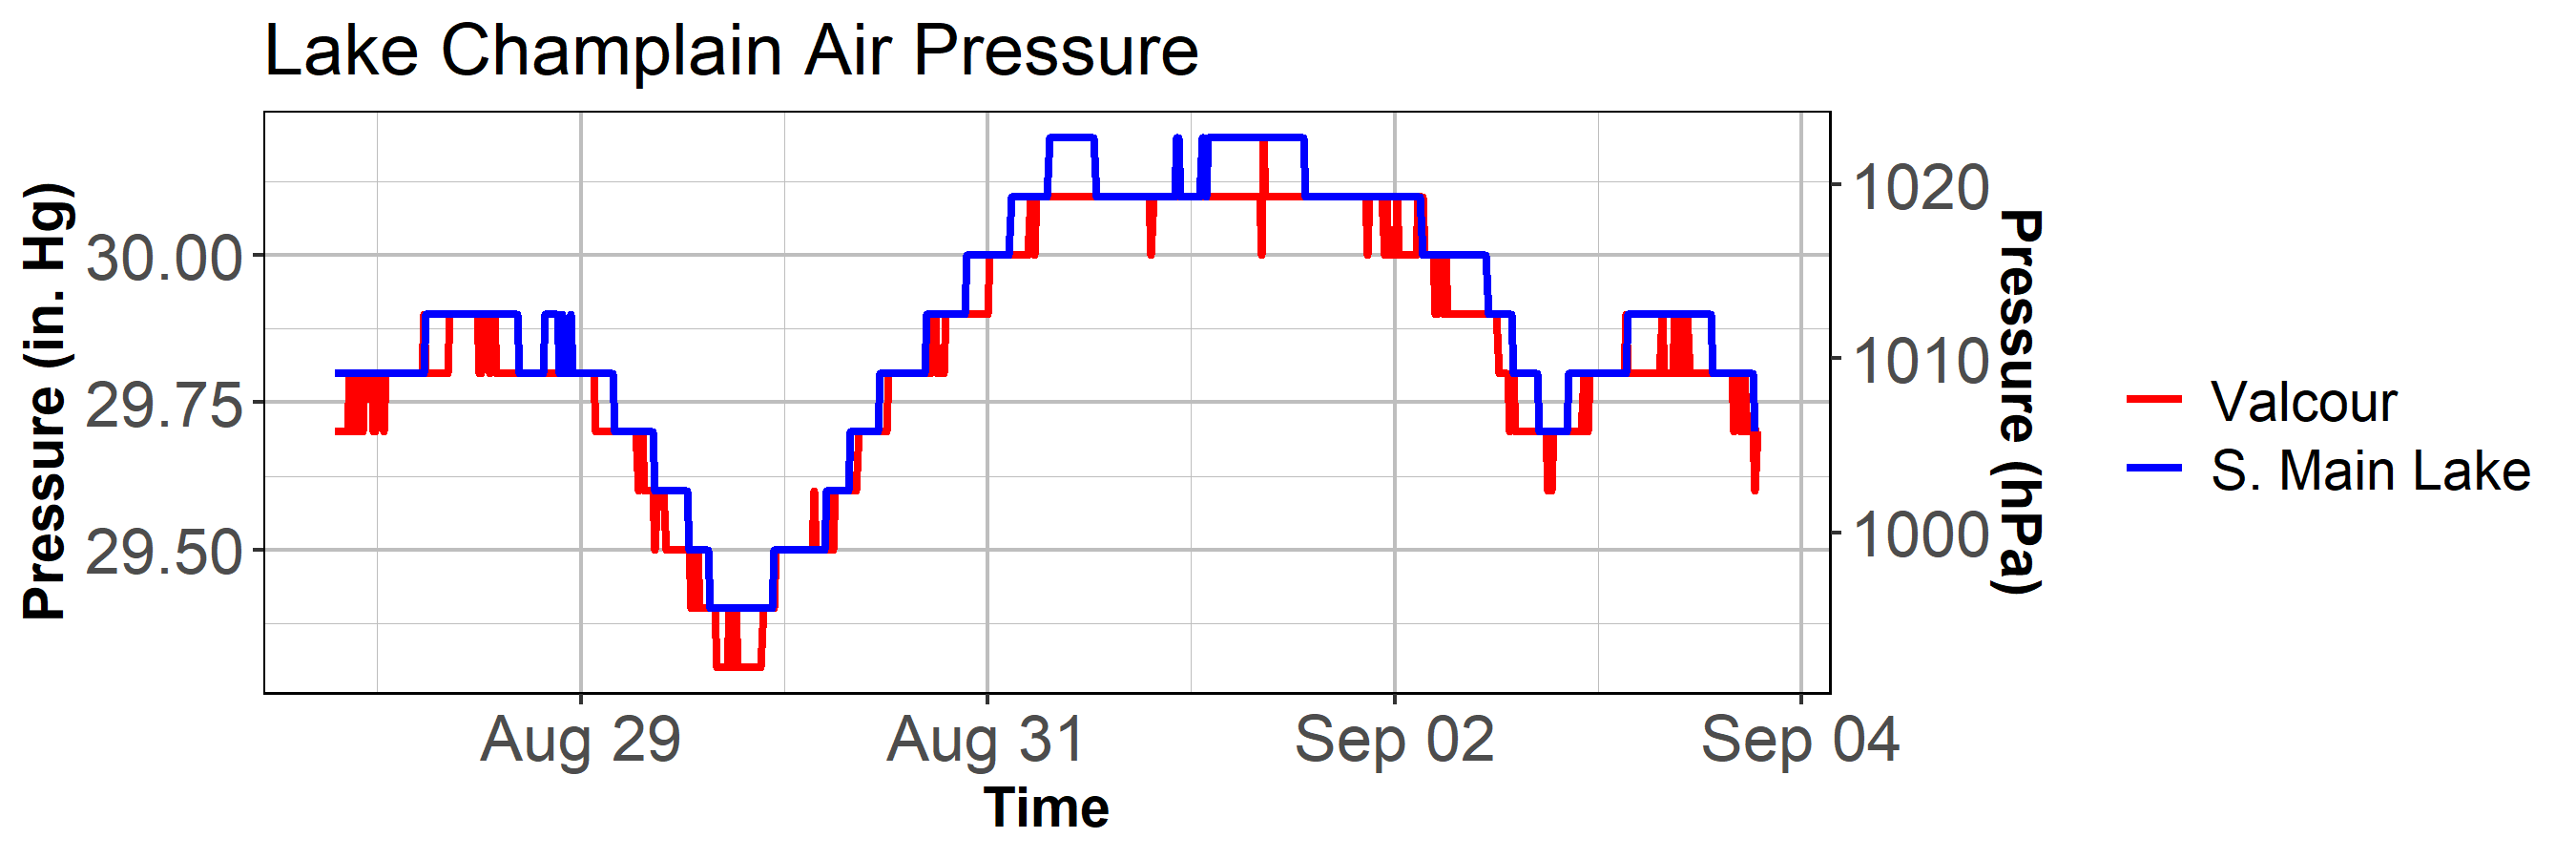 Lake Champlain Air Pressure
Pressure (in. Hg)
30.00
29.75
29.50
1020
1010
1000
Pressure (hPa)
Aug 29
Aug 31
Sep 02
Sep 04
Time
Valcour
S. Main Lake